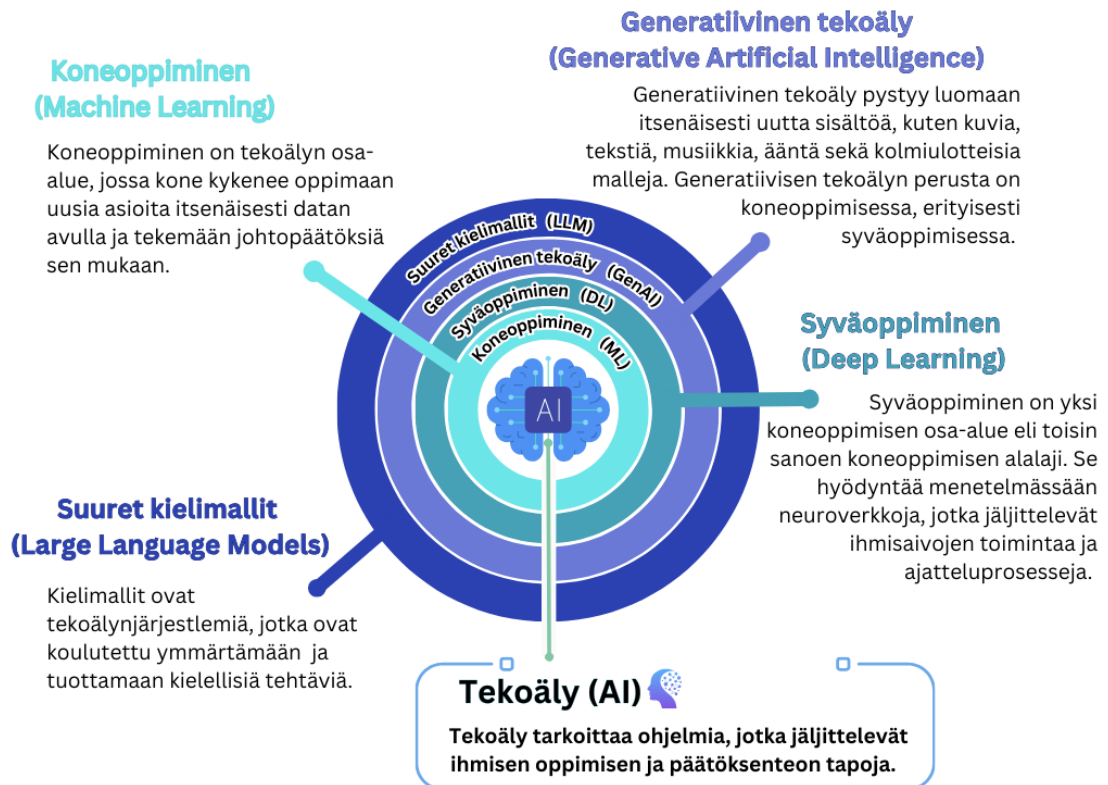 Generatiivinen tekoäly
(Generative Artificial Intelligence)
Generatiivinen tekoäly pystyy luomaan
itsenäisesti uutta sisältöä, kuten kuvia,
tekstiä, musiikkia, ääntä sekä kolmiulotteisia
malleja. Generatiivisen tekoälyn perusta on
koneoppimisessa, erityisesti
syväoppimisessa.
Koneoppiminen
(Machine Learning)
Koneoppiminen on tekoälyn osa-
alue, jossa kone kykenee oppimaan
uusia asioita itsenäisesti datan
avulla ja tekemään johtopäätöksiä
sen mukaan.
Suuret kielimallit (LLM)
Generatiivinen tekoäly (GenAI)
Syväoppiminen (DL)
Koneoppiminen (ML)
AI
Syväoppiminen
(Deep Learning)
Syväoppiminen on yksi
koneoppimisen osa-alue eli toisin
sanoen koneoppimisen alalaji. Se
hyödyntää menetelmässään
neuroverkkoja, jotka jäljittelevät
ihmisaivojen toimintaa ja
ajatteluprosesseja.
Suuret kielimallit
(Large Language Models)
Kielimallit ovat
tekoälynjärjestlemiä, jotka ovat
koulutettu ymmärtämään ja
tuottamaan kielellisiä tehtäviä.
Tekoäly (AI)
Tekoäly tarkoittaa ohjelmia, jotka jäljittelevät
ihmisen oppimisen ja päätöksenteon tapoja.